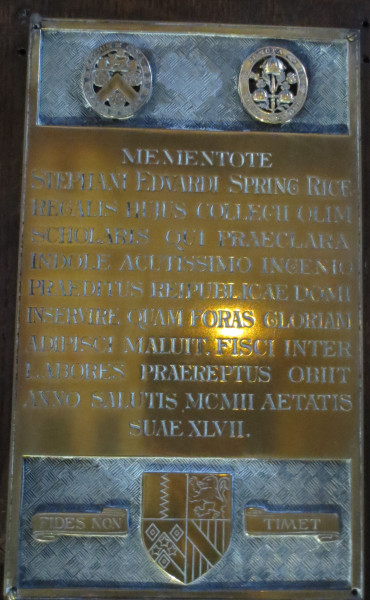 MEMENTOTE
STEPHANI EDVARDI SPRING RICE
REGALIS HUJUS COLLEGII OLIM
SCHOLARIS QUI PRAECLARA
INDOLE ACUTISSIMO INGENIO
PRAEDITUS REIPUBLICAE DOMI
INSERVIRE QUAM FORAS GLORIAM
ADIPISCI MALUIT. FISCI INTER
LABORES PRAEREPTUS OBIIT
ANNO SALUTIS MCMII AETATIS
SUAE XLVII.
FIDES NON TIMET